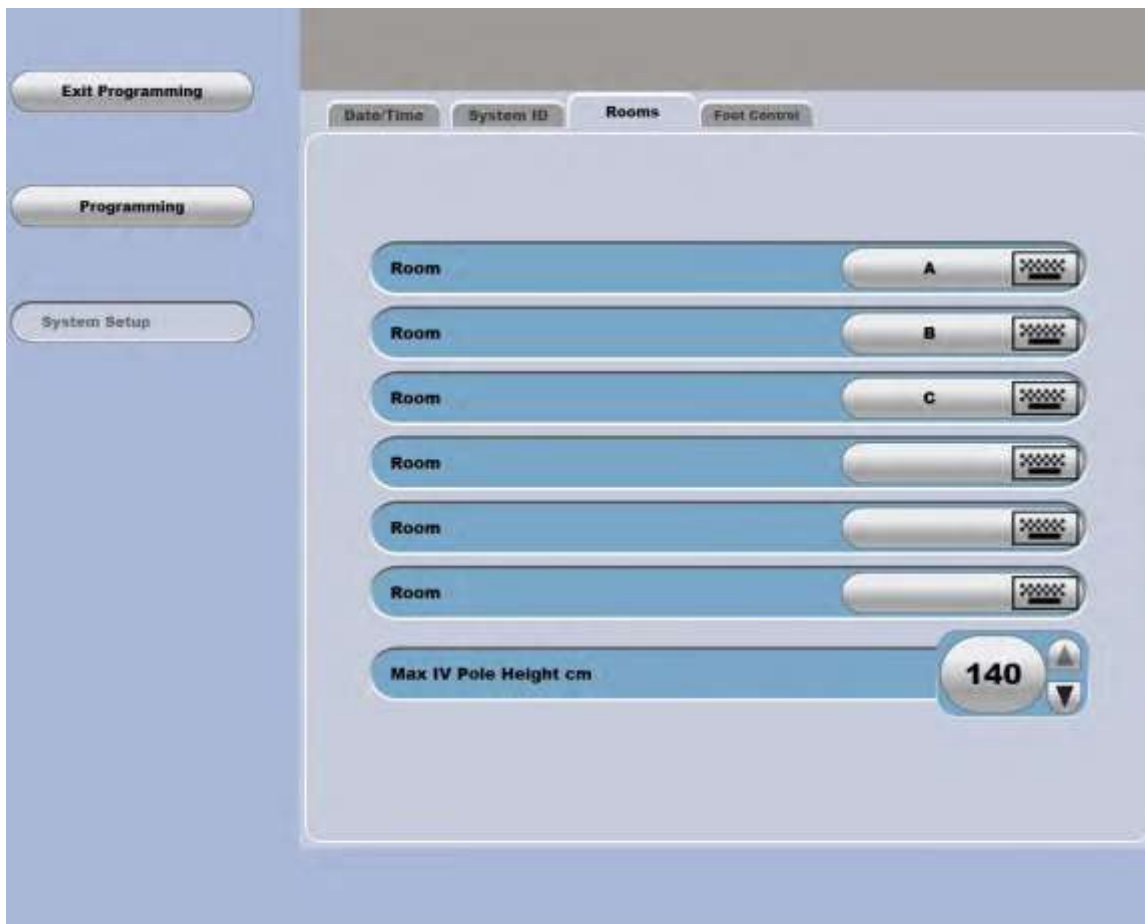 Exit Programming
Programming
System Setup
Date/Time System ID Rooms Foot Control
Room A
Room B
Room C
Room
Room
Room
Max IV Pole Height cm 140